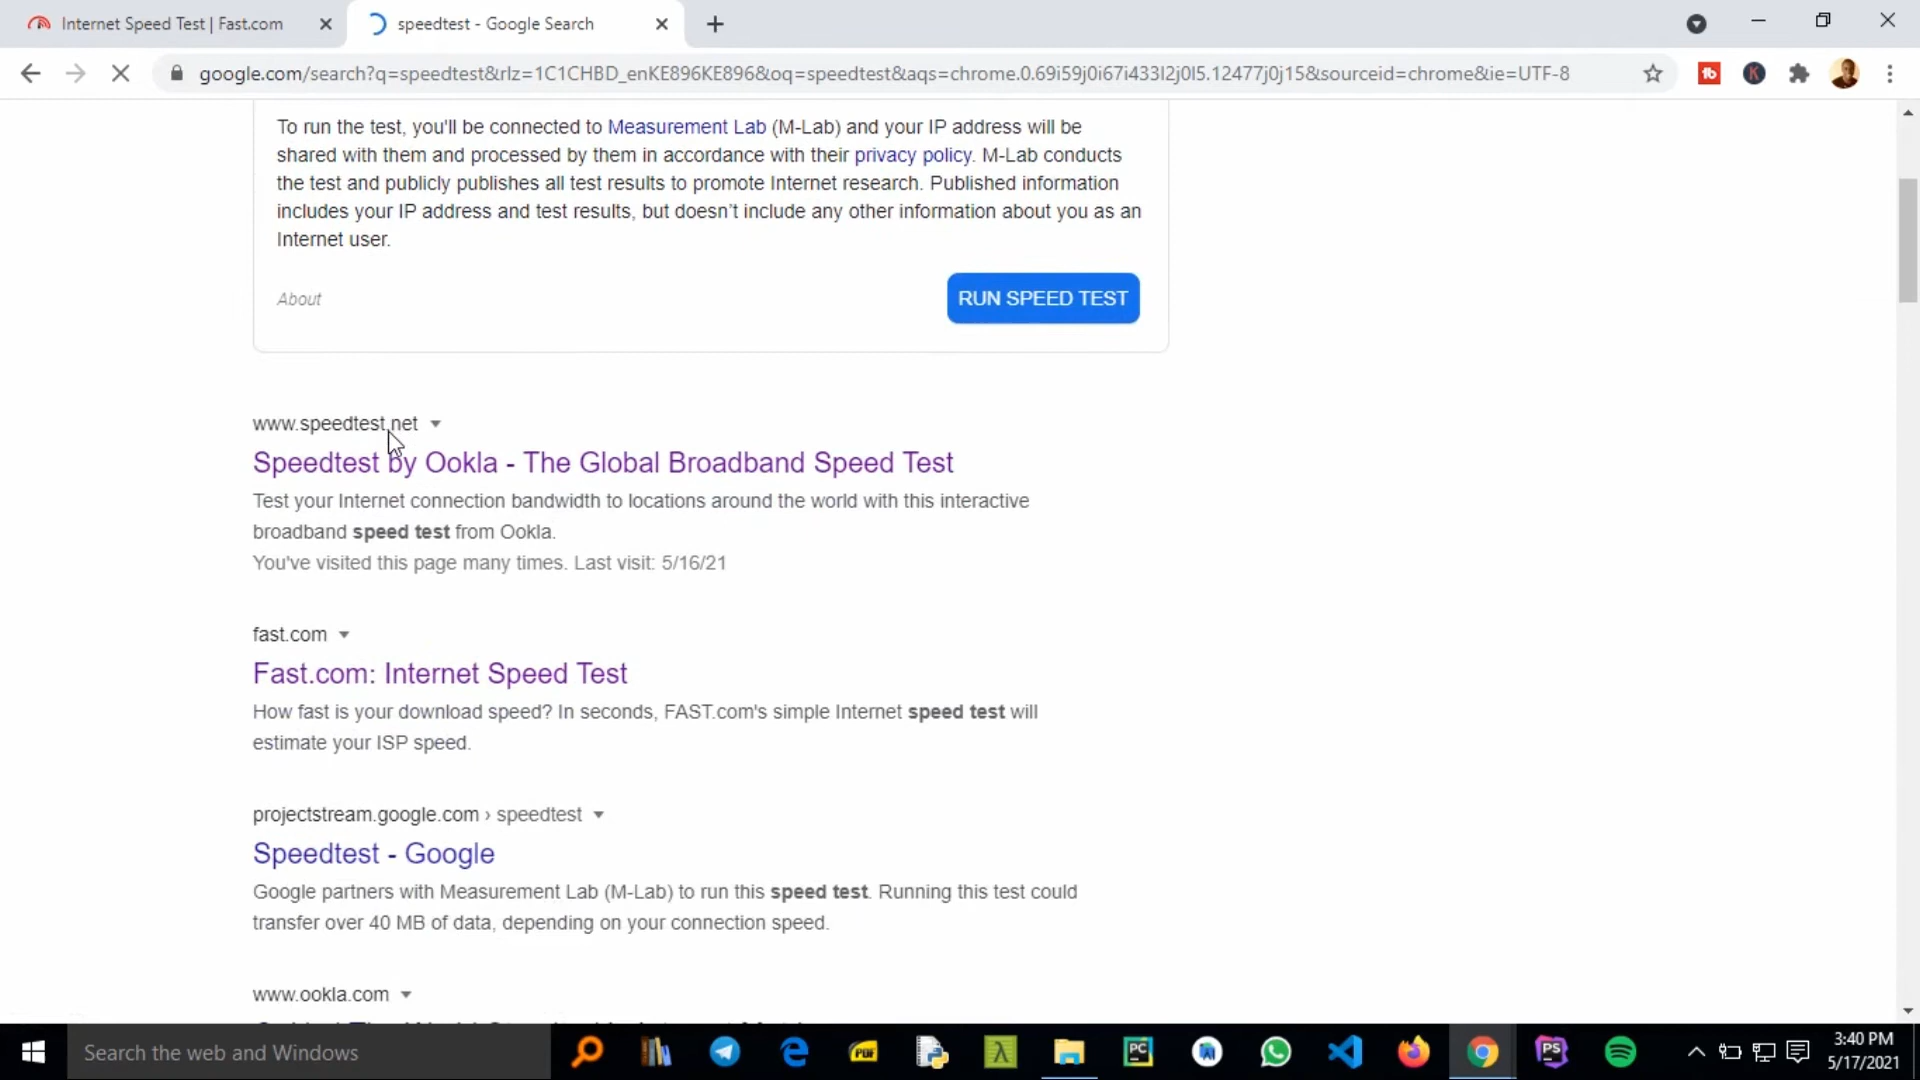 Internet Speed Test | Fast.com
speedtest - Google Search
google.com/search?q=speedtest&rlz=1C1CHBD_enKE896KE896&oq=speedtest&aqs=chrome.0.69i59j0i67i433l2j0l5.12477j0j15&sourceid=chrome&ie=UTF-8
To run the test, you'll be connected to Measurement Lab (M-Lab) and your IP address will be
shared with them and processed by them in accordance with their privacy policy. M-Lab conducts
the test and publicly publishes all test results to promote Internet research. Published information
includes your IP address and test results, but doesn’t include any other information about you as an
Internet user.
About
RUN SPEED TEST
www.speedtest.net
Speedtest by Ookla - The Global Broadband Speed Test
Test your Internet connection bandwidth to locations around the world with this interactive
broadband speed test from Ookla.
You've visited this page many times. Last visit: 5/16/21
fast.com
Fast.com: Internet Speed Test
How fast is your download speed? In seconds, FAST.com's simple Internet speed test will
estimate your ISP speed.
projectstream.google.com › speedtest
Speedtest - Google
Google partners with Measurement Lab (M-Lab) to run this speed test. Running this test could
transfer over 40 MB of data, depending on your connection speed.
www.ookla.com
Search the web and Windows
PDF
PC
PS
3:40 PM
5/17/2021